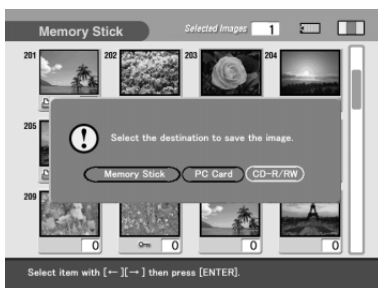 Memory Stick Selected Images 1
201 202 203 204
Select the destination to save the image.
205
Memory Stick PC Card CD-R/RW
209
0 0 0 0
Select item with [← ][→ ] then press [ENTER].